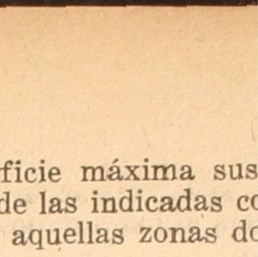 ficie máxima sus
de las indicadas co
aquellas zonas do